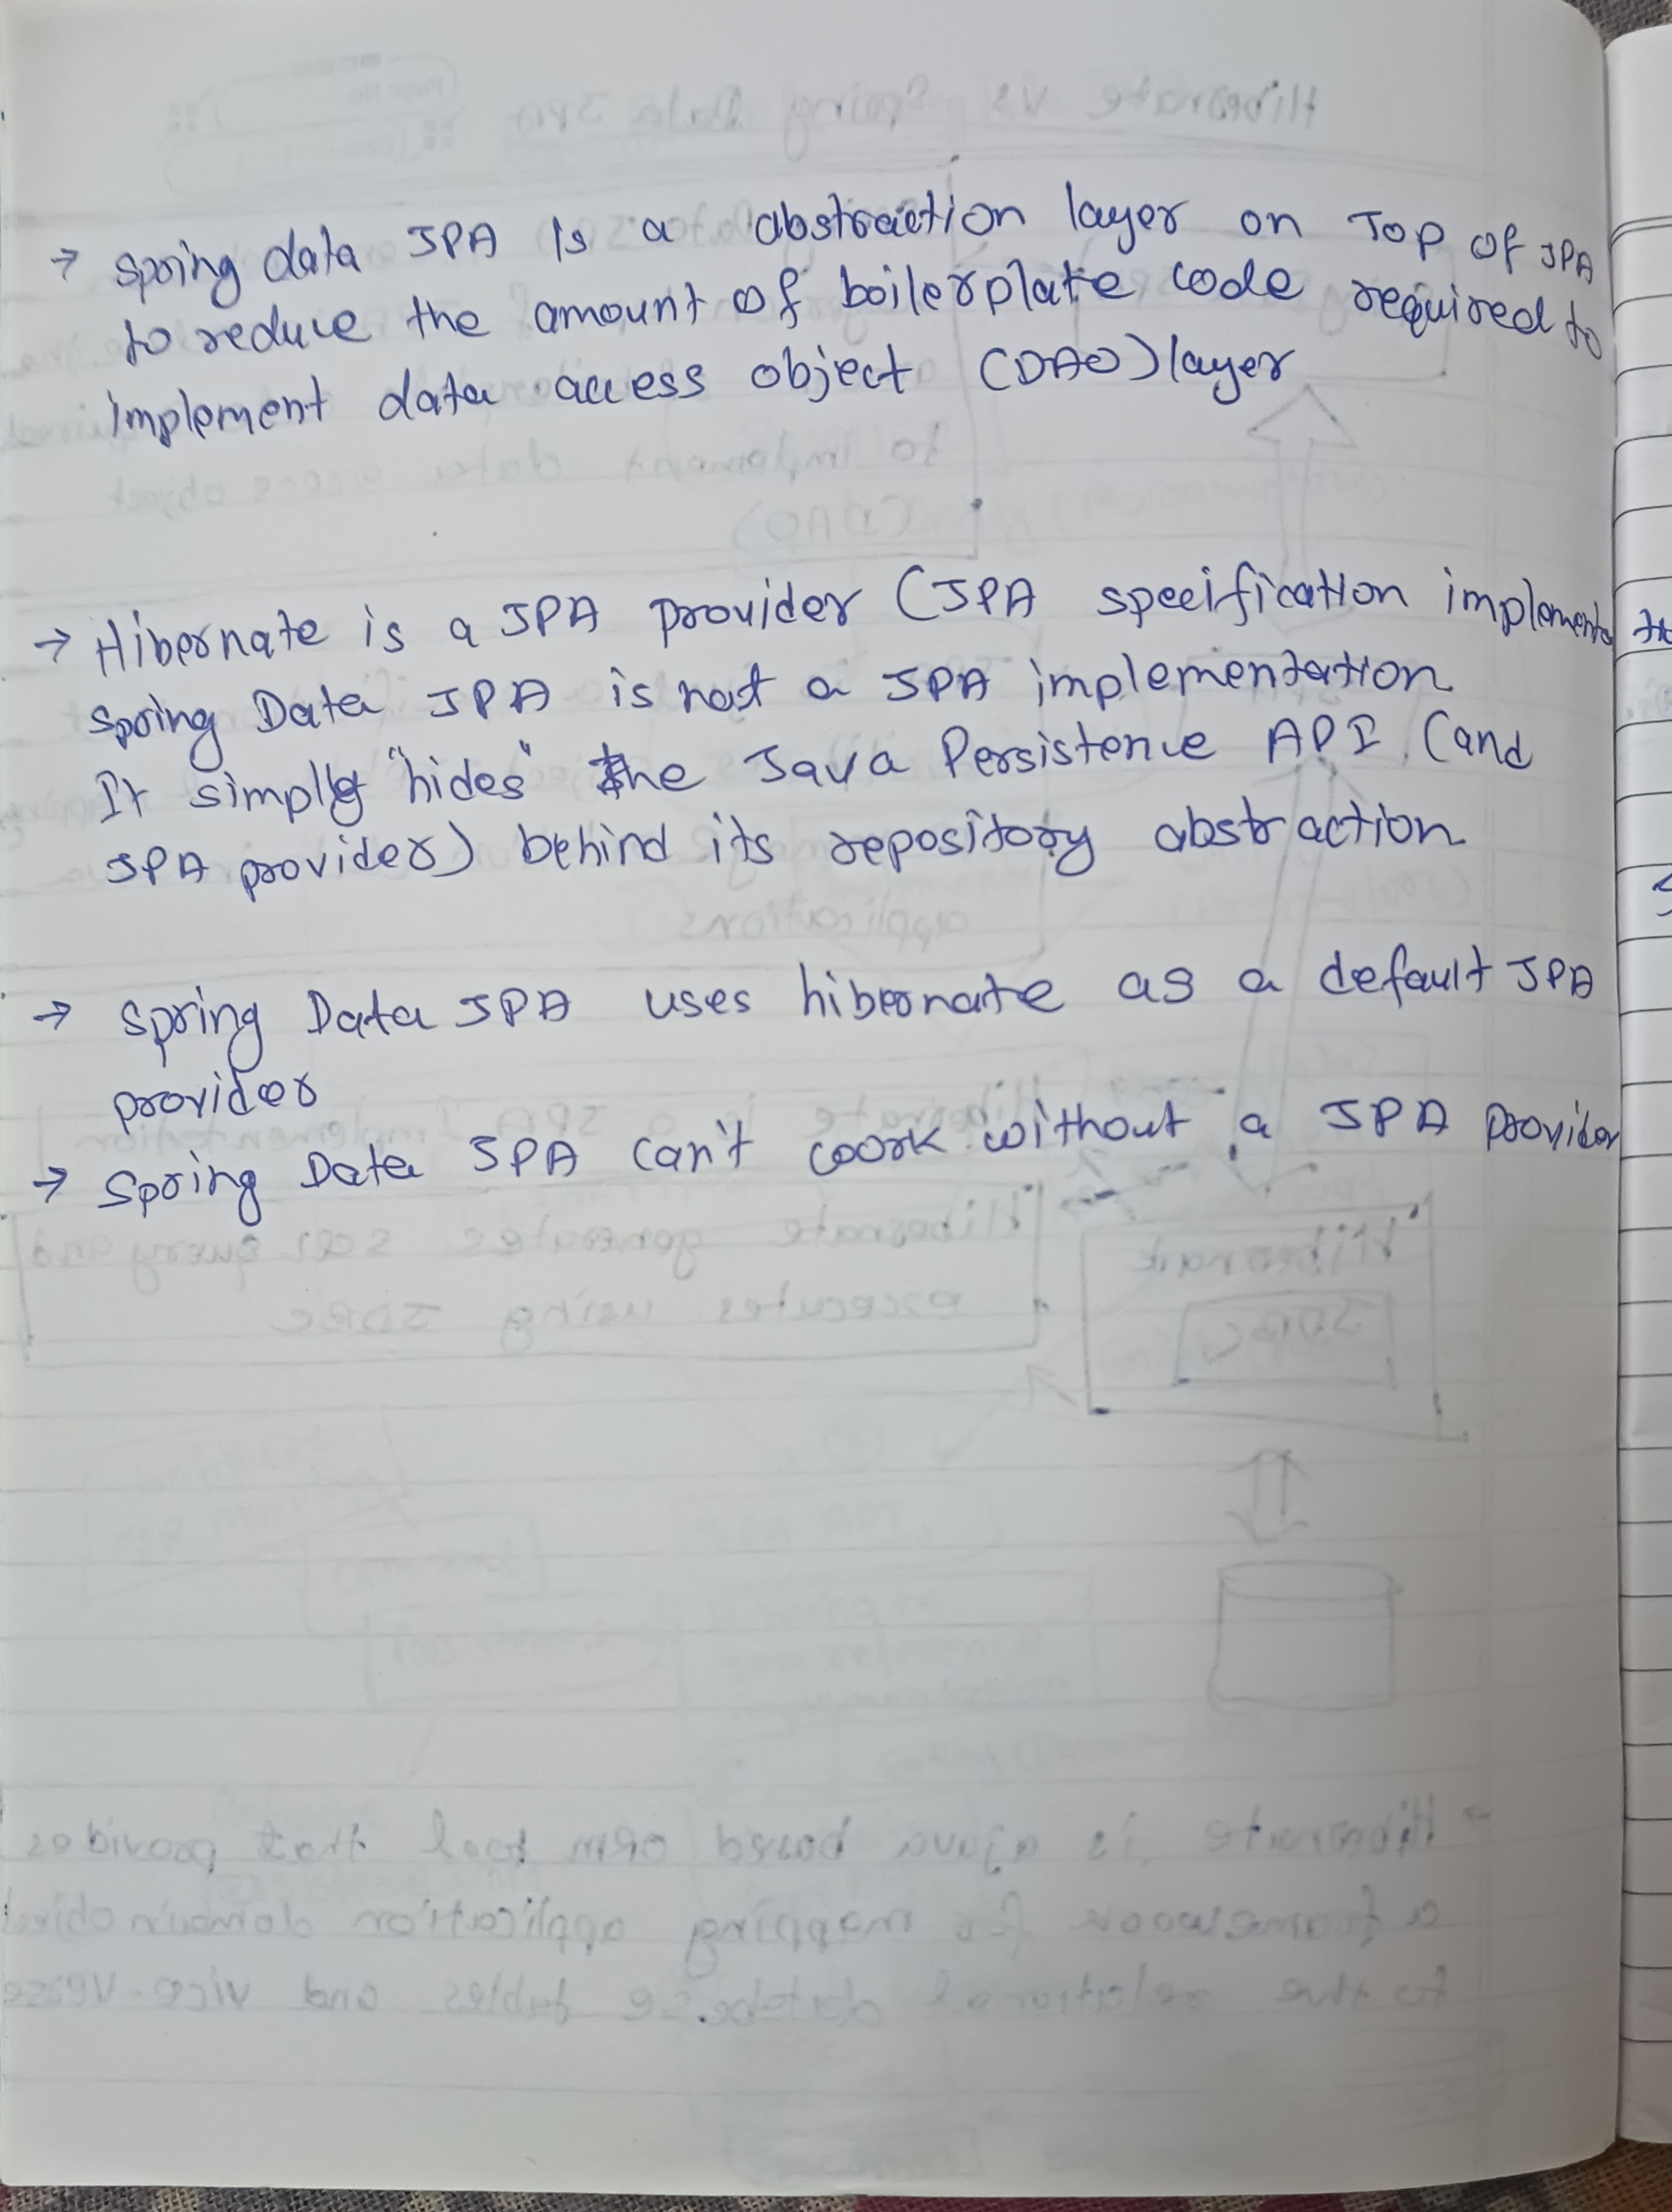 → spring data JPA Is a abstraction layer on Top of JPA
to reduce the amount of boilerplate code required to
implement data access object (DAO) layer
→ Hibernate is a JPA provider (JPA specification
spring Data JPA is not a JPA implementation
It simply "hides" the Java Persistence API (and
JPA provider) behind its repository abstraction
→ spring Data JPA uses hibernate as a default JPA
provider
→ spring Data JPA can't work without a JPA provider